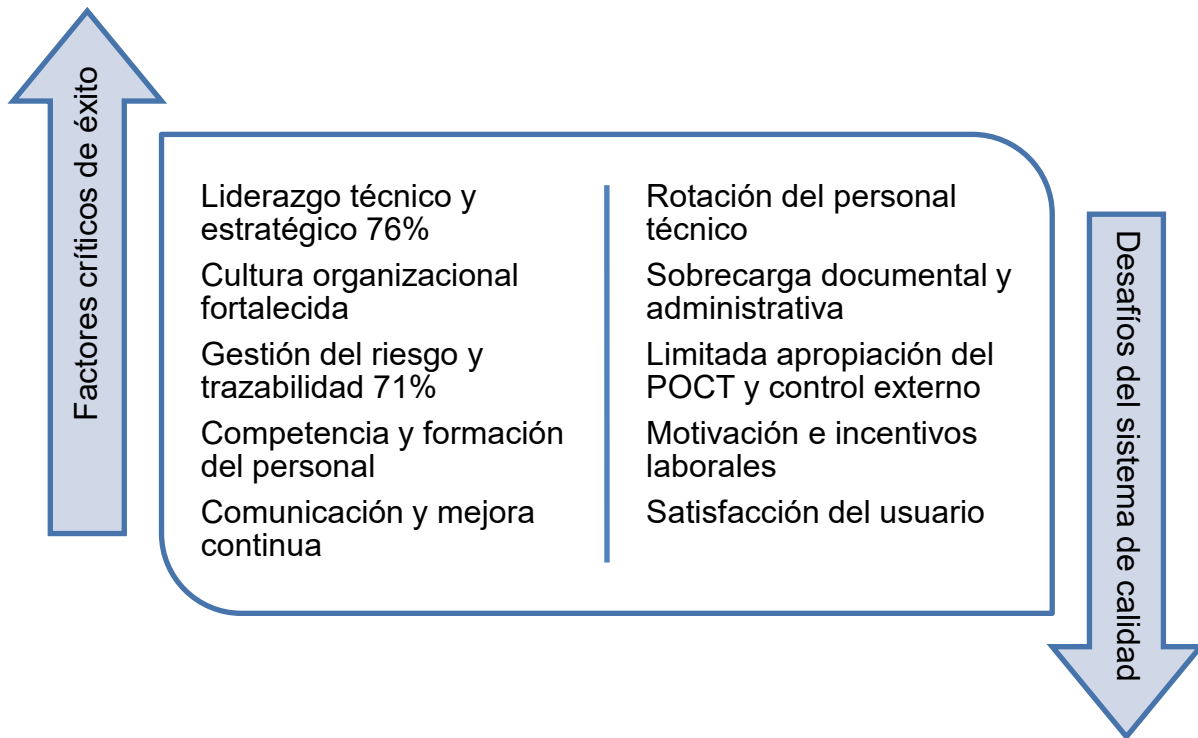 Factores críticos de éxito
Liderazgo técnico y
estratégico 76%
Cultura organizacional
fortalecida
Gestión del riesgo y
trazabilidad 71%
Competencia y formación
del personal
Comunicación y mejora
continua
Rotación del personal
técnico
Sobrecarga documental y
administrativa
Limitada apropiación del
POCT y control externo
Motivación e incentivos
laborales
Satisfacción del usuario
Desafíos del sistema de calidad